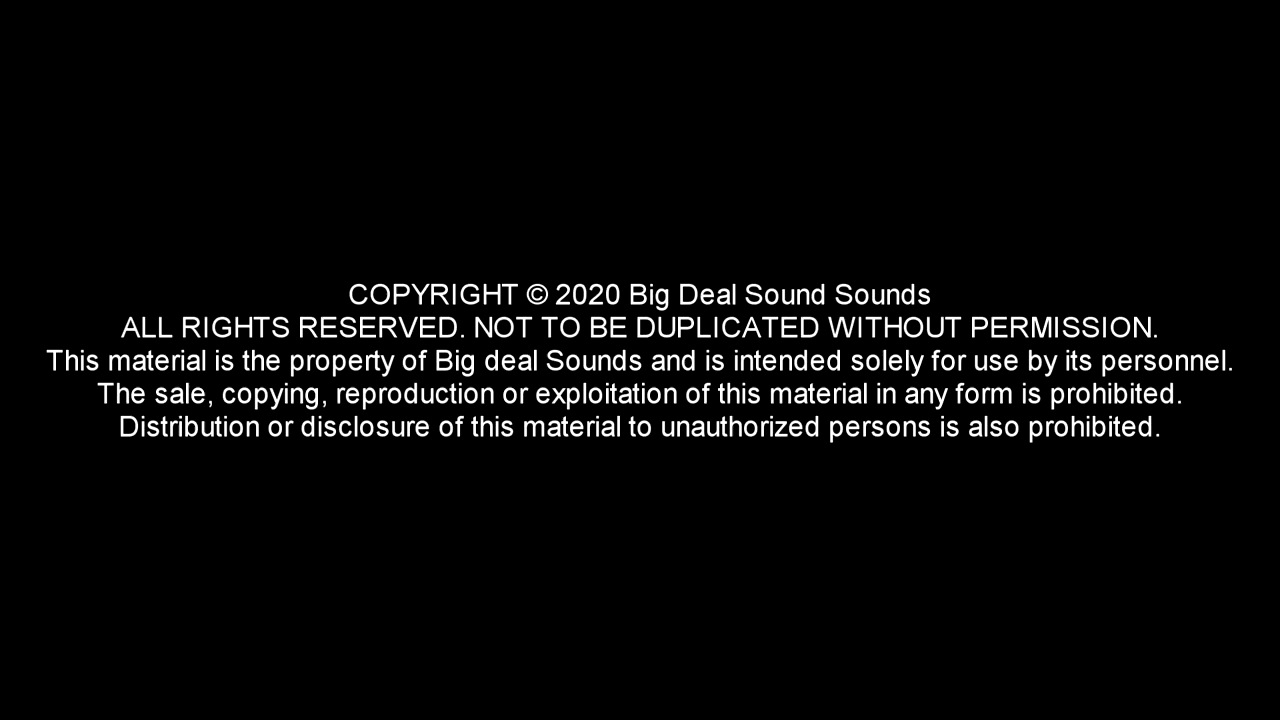 COPYRIGHT © 2020 Big Deal Sound Sounds
ALL RIGHTS RESERVED. NOT TO BE DUPLICATED WITHOUT PERMISSION.
This material is the property of Big deal Sounds and is intended solely for use by its personnel.
The sale, copying, reproduction or exploitation of this material in any form is prohibited.
Distribution or disclosure of this material to unauthorized persons is also prohibited.